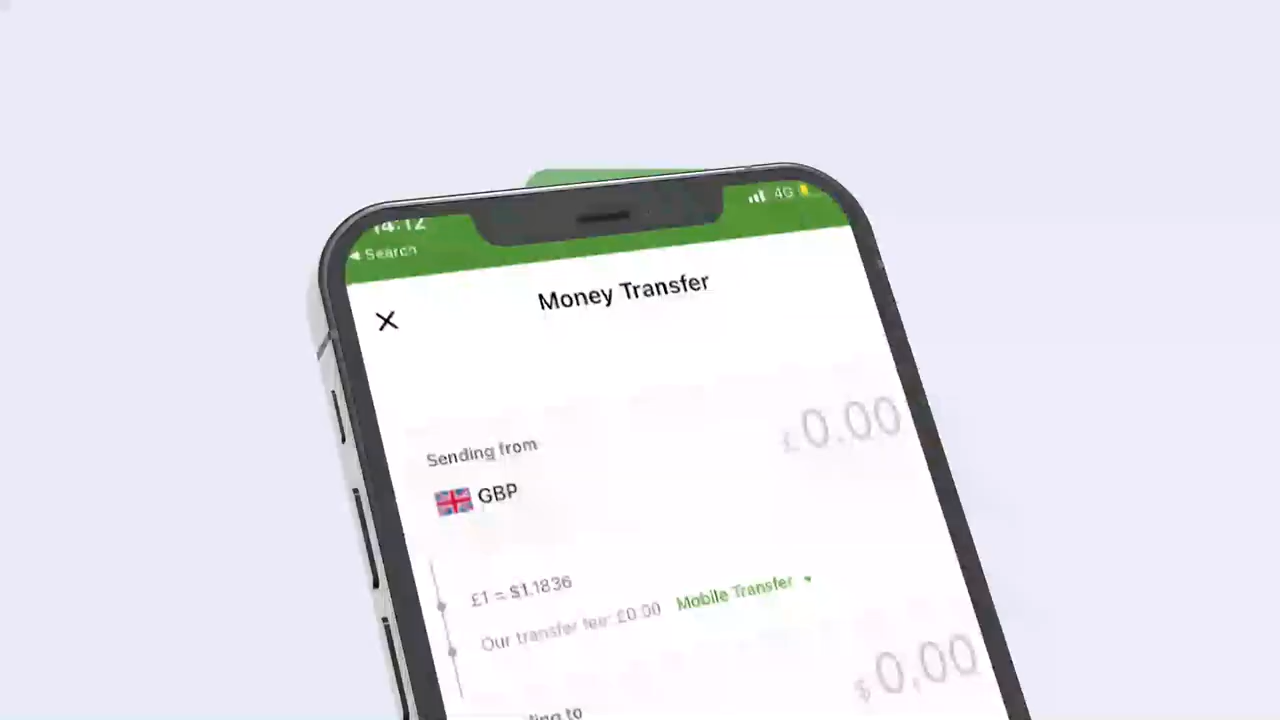 14:12
4G
Search
Money Transfer
Sending from
£0.00
GBP
£1 = $1.1836
Our transfer fee: £0.00 Mobile Transfer
$0.00
to